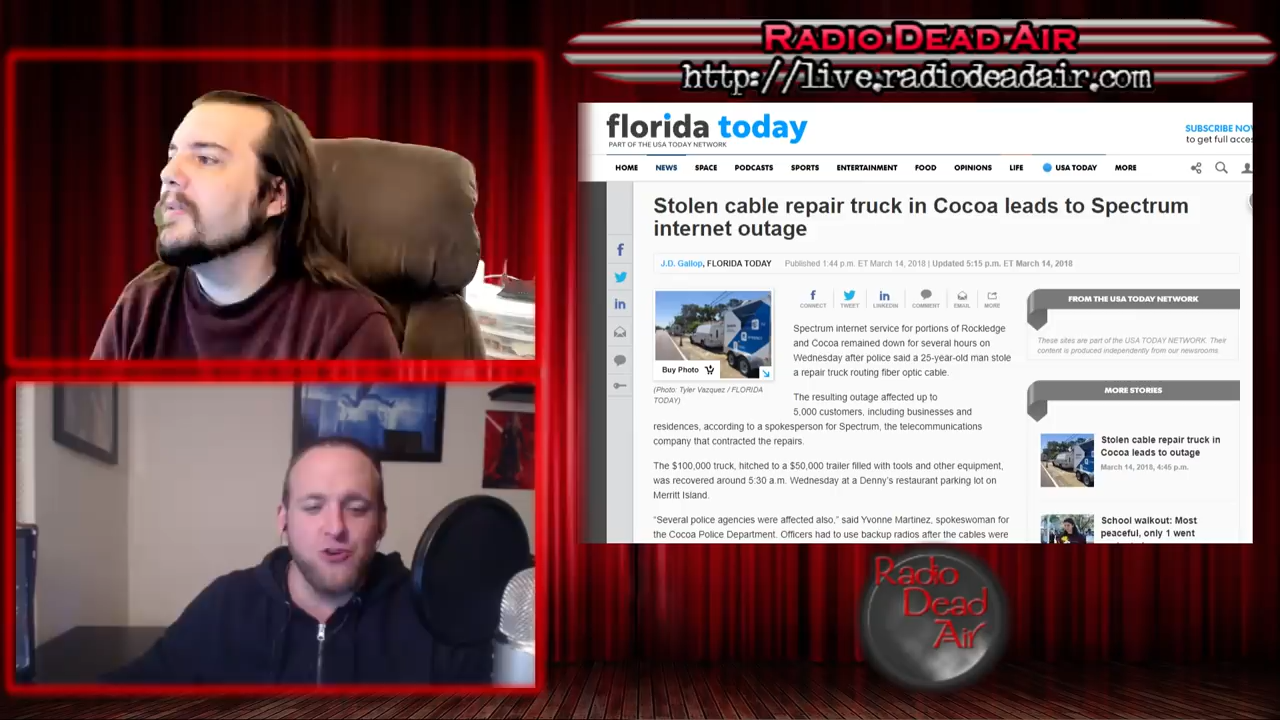 RADIO DEAD AIR
http://live.radiodeadair.com
florida today
PART OF THE USA TODAY NETWORK
SUBSCRIBE NOW
to get full acces
HOME NEWS SPACE PODCASTS SPORTS ENTERTAINMENT FOOD OPINIONS LIFE USA TODAY MORE
Stolen cable repair truck in Cocoa leads to Spectrum
internet outage
J.D. Gallop, FLORIDA TODAY Published 1:44 p.m. ET March 14, 2018 | Updated 5:15 p.m. ET March 14, 2018
CONNECT TWEET LINKEDIN COMMENT EMAIL MORE
Buy Photo
(Photo: Tyler Vazquez / FLORIDA
TODAY)
Spectrum internet service for portions of Rockledge
and Cocoa remained down for several hours on
Wednesday after police said a 25-year-old man stole
a repair truck routing fiber optic cable.
The resulting outage affected up to
5,000 customers, including businesses and
residences, according to a spokesperson for Spectrum, the telecommunications
company that contracted the repairs.
The $100,000 truck, hitched to a $50,000 trailer filled with tools and other equipment,
was recovered around 5:30 a.m. Wednesday at a Denny's restaurant parking lot on
Merritt Island.
“Several police agencies were affected also,” said Yvonne Martinez, spokeswoman for
the Cocoa Police Department. Officers had to use backup radios after the cables were
FROM THE USA TODAY NETWORK
These sites are part of the USA TODAY NETWORK. Their
content is produced independently from our newsrooms
MORE STORIES
Stolen cable repair truck in
Cocoa leads to outage
March 14, 2018, 4:45 p.m.
School walkout: Most
peaceful, only 1 went
Radio
Dead
Air